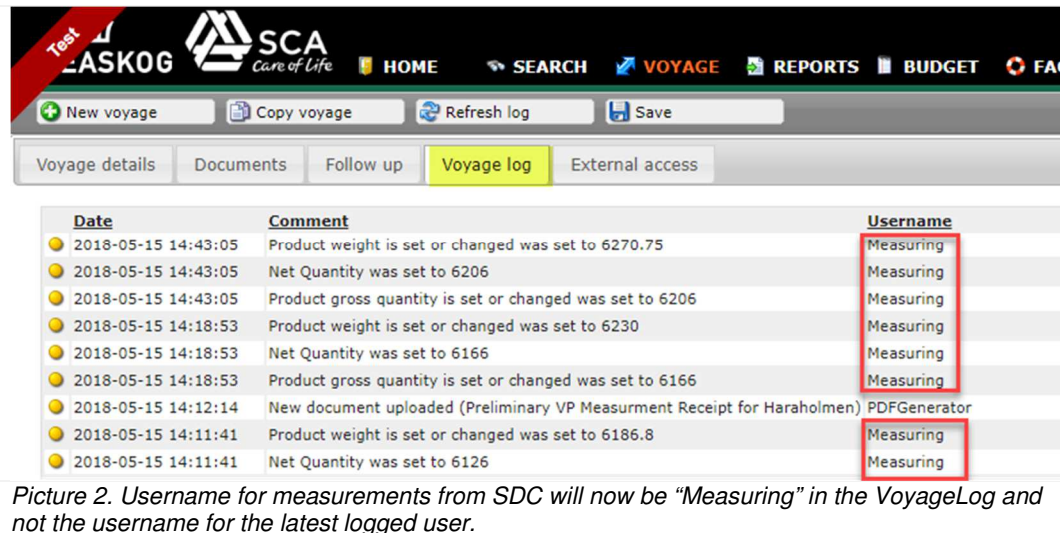 Test
EASKOG
SCA
Care of Life
HOME SEARCH VOYAGE REPORTS BUDGET
New voyage Copy voyage Refresh log Save
Voyage details Documents Follow up Voyage log External access
Date Comment Username
2018-05-15 14:43:05 Product weight is set or changed was set to 6270.75 Measuring
2018-05-15 14:43:05 Net Quantity was set to 6206 Measuring
2018-05-15 14:43:05 Product gross quantity is set or changed was set to 6206 Measuring
2018-05-15 14:18:53 Product weight is set or changed was set to 6230 Measuring
2018-05-15 14:18:53 Net Quantity was set to 6166 Measuring
2018-05-15 14:18:53 Product gross quantity is set or changed was set to 6166 Measuring
2018-05-15 14:12:14 New document uploaded (Preliminary VP Measurment Receipt for Haraholmen) PDFGenerator
2018-05-15 14:11:41 Product weight is set or changed was set to 6186.8 Measuring
2018-05-15 14:11:41 Net Quantity was set to 6126 Measuring
Picture 2. Username for measurements from SDC will now be “Measuring” in the VoyageLog and
not the username for the latest logged user.